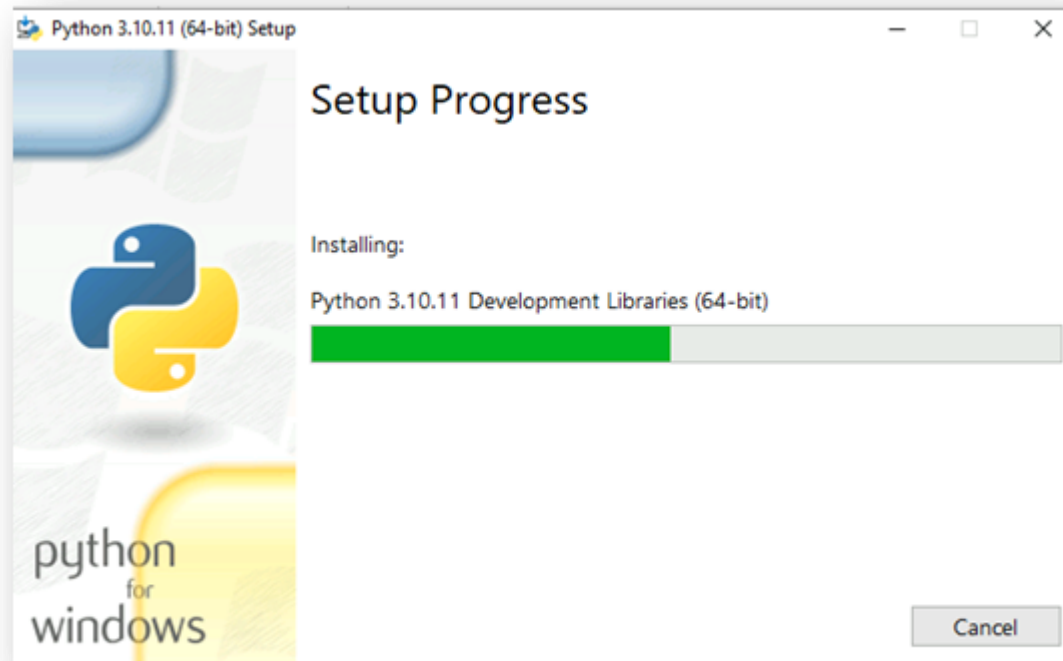 Python 3.10.11 (64-bit) Setup
Setup Progress
Installing:
Python 3.10.11 Development Libraries (64-bit)
python
for
windows
Cancel